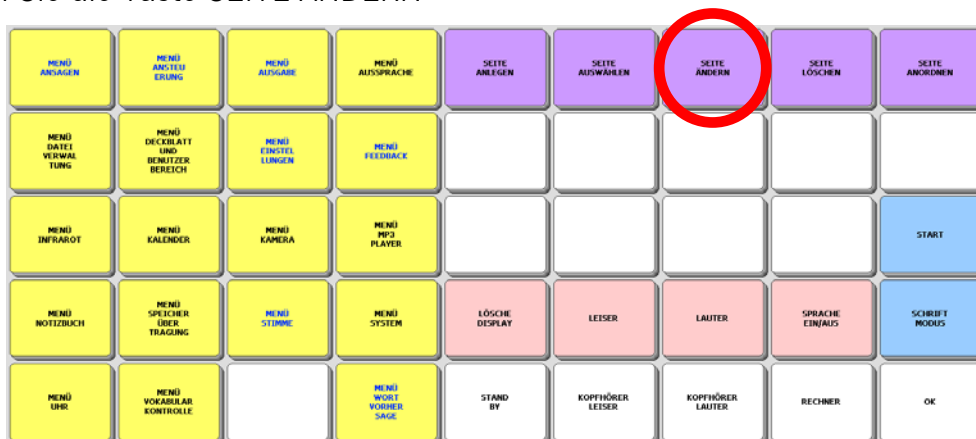 MENÜ
ANSAGEN
MENÜ
ANSTEU
ERUNG
MENÜ
AUSGABE
MENÜ
AUSSPRACHE
SEITE
ANLEGEN
SEITE
AUSWÄHLEN
SEITE
ÄNDERN
SEITE
LÖSCHEN
SEITE
ANORDNEN
MENÜ
DATEI
VERWAL
TUNG
MENÜ
DECKBLATT
UND
BENUTZER
BEREICH
MENÜ
EINSTEL
LUNGEN
MENÜ
FEEDBACK
MENÜ
INFRAROT
MENÜ
KALENDER
MENÜ
KAMERA
MENÜ
MP3
PLAYER
START
MENÜ
NOTIZBUCH
MENÜ
SPEICHER
ÜBER
TRAGUNG
MENÜ
STIMME
MENÜ
SYSTEM
LÖSCHE
DISPLAY
LEISER
LAUTER
SPRACHE
EIN/AUS
SCHRIFT
MODUS
MENÜ
UHR
MENÜ
VOKABULAR
KONTROLLE
MENÜ
WORT
VORHER
SAGE
STAND
BY
KOPFHÖRER
LEISER
KOPFHÖRER
LAUTER
RECHNER
OK